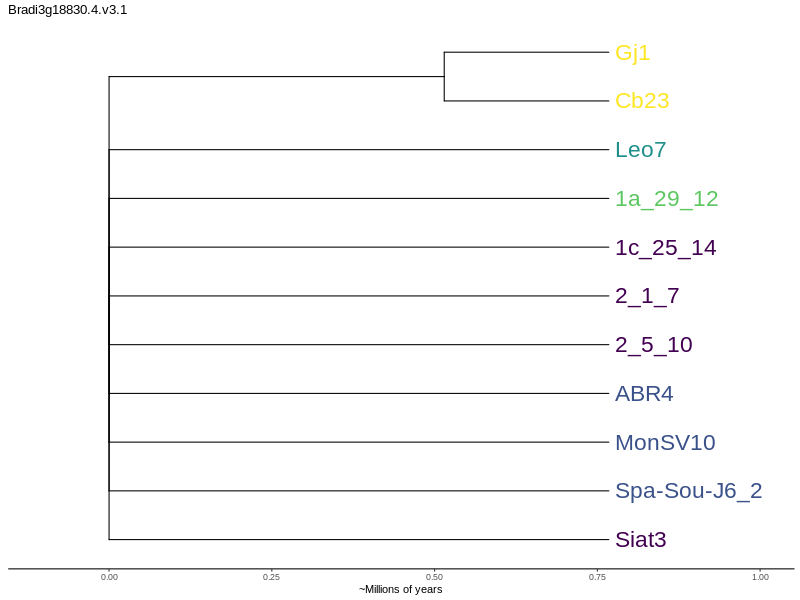 Bradi3g18830.4.v3.1
Gj1
Cb23
Leo7
1a_29_12
1c_25_14
2_1_7
2_5_10
ABR4
MonSV10
Spa-Sou-J6_2
Siat3
0.00 0.25 0.50 0.75 1.00
~Millions of years